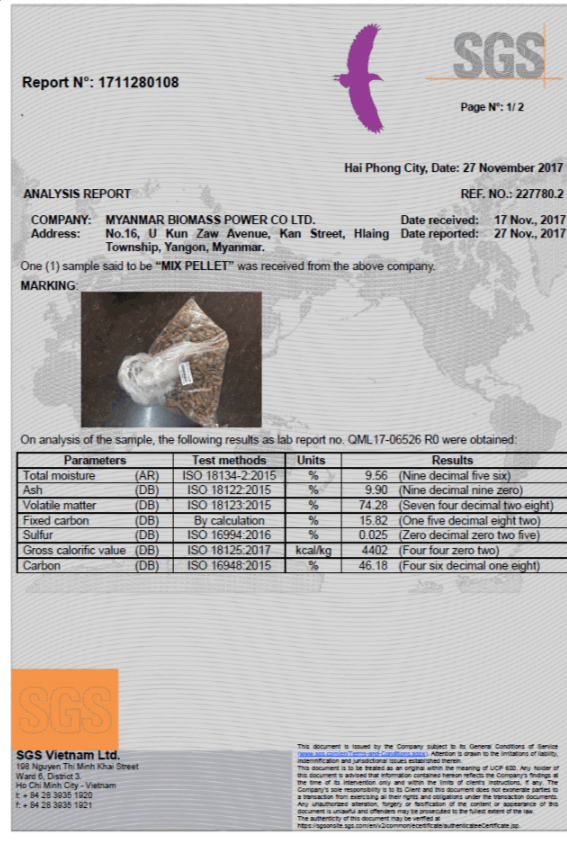 SGS
Report N°: 1711280108
Page N°: 1/ 2
Hai Phong City, Date: 27 November 2017
ANALYSIS REPORT REF. NO.: 227780.2
COMPANY: MYANMAR BIOMASS POWER CO LTD. Date received: 17 Nov., 2017
Address: No.16, U Kun Zaw Avenue, Kan Street, Hlaing Date reported: 27 Nov., 2017
Township, Yangon, Myanmar.
One (1) sample said to be “MIX PELLET” was received from the above company.
MARKING:
On analysis of the sample, the following results as lab report no. QML17-06526 R0 were obtained:
Parameters Test methods Units Results
Total moisture (AR) ISO 18134-2:2015 % 9.56 (Nine decimal five six)
Ash (DB) ISO 18122:2015 % 9.90 (Nine decimal nine zero)
Volatile matter (DB) ISO 18123:2015 % 74.28 (Seven four decimal two eight)
Fixed carbon (DB) By calculation % 15.82 (One five decimal eight two)
Sulfur (DB) ISO 16994:2016 % 0.025 (Zero decimal zero two five)
Gross calorific value (DB) ISO 18125:2017 kcal/kg 4402 (Four four zero two)
Carbon (DB) ISO 16948:2015 % 46.18 (Four six decimal one eight)
SGS
SGS Vietnam Ltd.
198 Nguyen Thi Minh Khai Street
Ward 6, District 3.
Ho Chi Minh City - Vietnam
t: + 84 28 3935 1920
f: + 84 28 3935 1921
This document is issued by the Company subject to its General Conditions of Service
(www.sgs.com/en/Terms-and-Conditions.aspx). Attention is drawn to the limitations of liability,
indemnification and jurisdictional issues established therein.
This document is to be treated as an original within the meaning of UCP 600. Any holder of
this document is advised that information contained hereon reflects the Company's findings at
the time of its intervention only and within the limits of client's instructions, if any. The
Company's sole responsibility is to its Client and this document does not exonerate parties to
a transaction from exercising all their rights and obligations under the transaction documents.
Any unauthorized alteration, forgery or falsification of the content or appearance of this
document is unlawful and offenders may be prosecuted to the fullest extent of the law.
The authenticity of this document may be verified at
https://sgsonsite.sgs.com/en/v2/common/ecertificate/authenticateeCertificate.jsp.